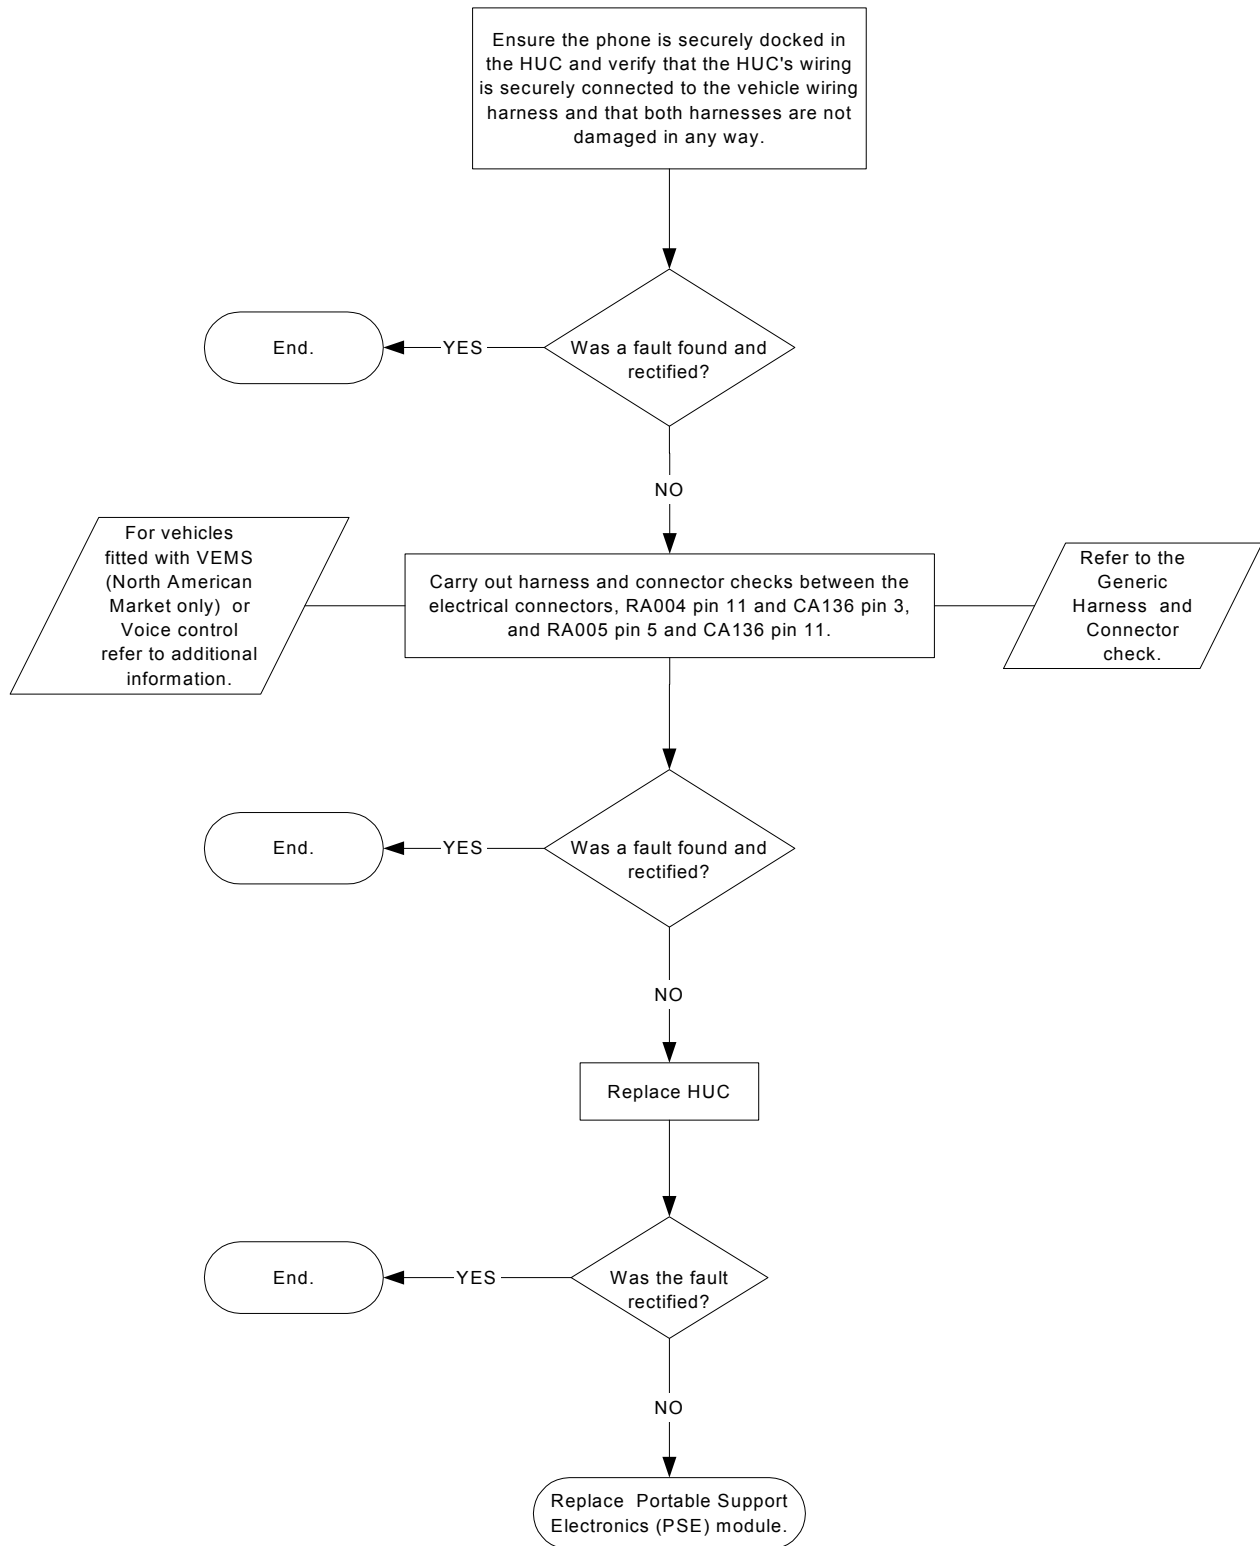 Ensure the phone is securely docked in
the HUC and verify that the HUC's wiring
is securely connected to the vehicle wiring
harness and that both harnesses are not
damaged in any way.
Was a fault found and
rectified?
YES
End.
NO
For vehicles
fitted with VEMS
(North American
Market only) or
Voice control
refer to additional
information.
Carry out harness and connector checks between the
electrical connectors, RA004 pin 11 and CA136 pin 3,
and RA005 pin 5 and CA136 pin 11.
Refer to the
Generic
Harness and
Connector
check.
Was a fault found and
rectified?
YES
End.
NO
Replace HUC
Was the fault
rectified?
YES
End.
NO
Replace Portable Support
Electronics (PSE) module.